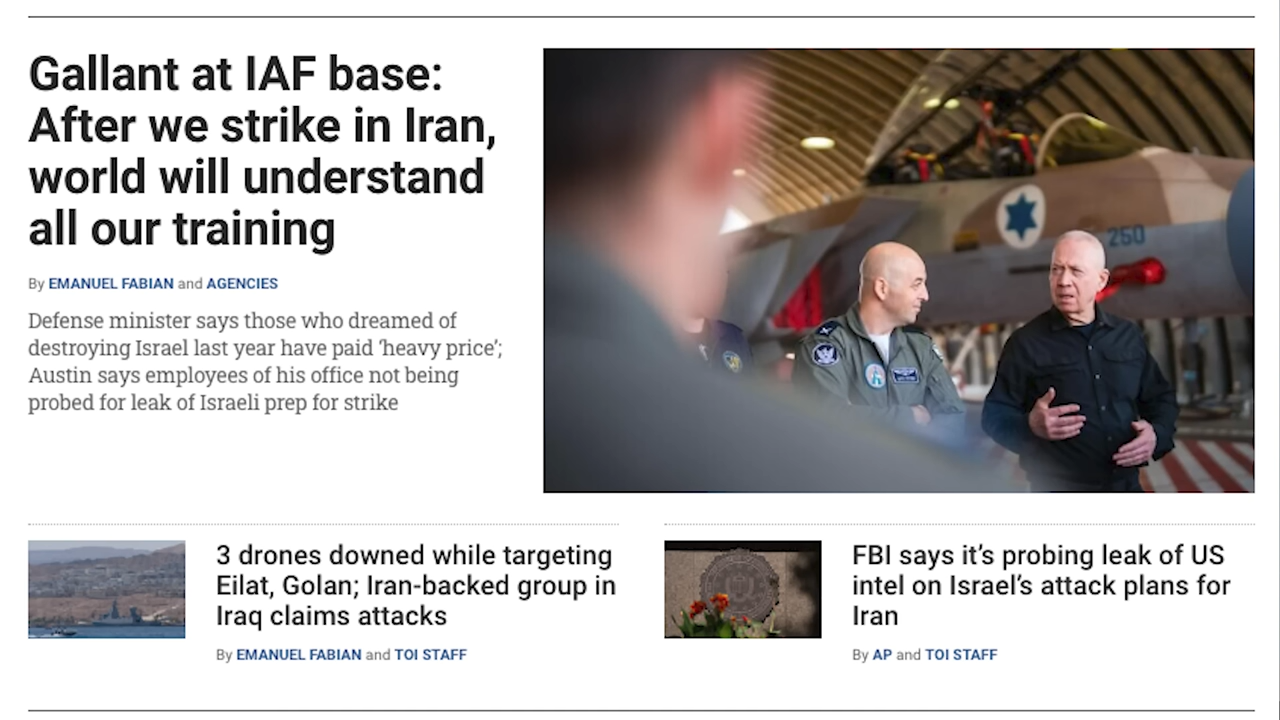 Gallant at IAF base:
After we strike in Iran,
world will understand
all our training
By EMANUEL FABIAN and AGENCIES
Defense minister says those who dreamed of
destroying Israel last year have paid ‘heavy price’;
Austin says employees of his office not being
probed for leak of Israeli prep for strike
250
3 drones downed while targeting
Eilat, Golan; Iran-backed group in
Iraq claims attacks
By EMANUEL FABIAN and TOI STAFF
FBI says it’s probing leak of US
intel on Israel’s attack plans for
Iran
By AP and TOI STAFF